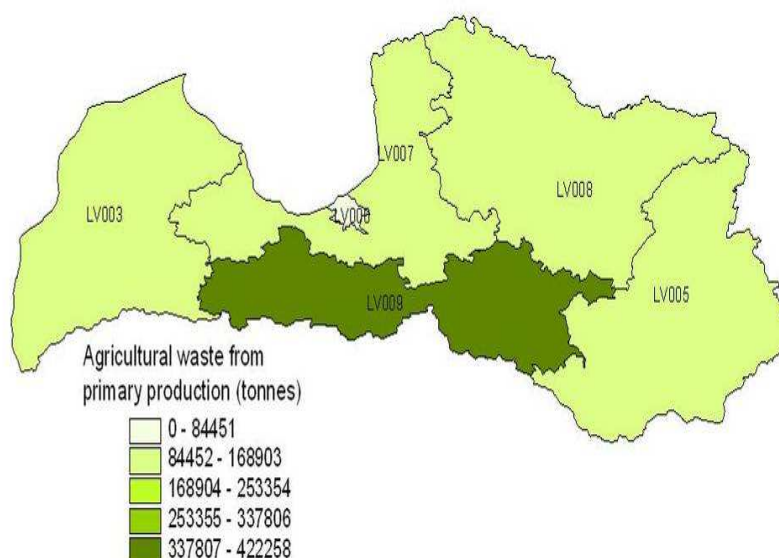 LV007
LV003
LV008
LV005
LV009
Agricultural waste from
primary production (tonnes)
0 - 84451
84452 - 168903
168904 - 253354
253355 - 337806
337807 - 422258